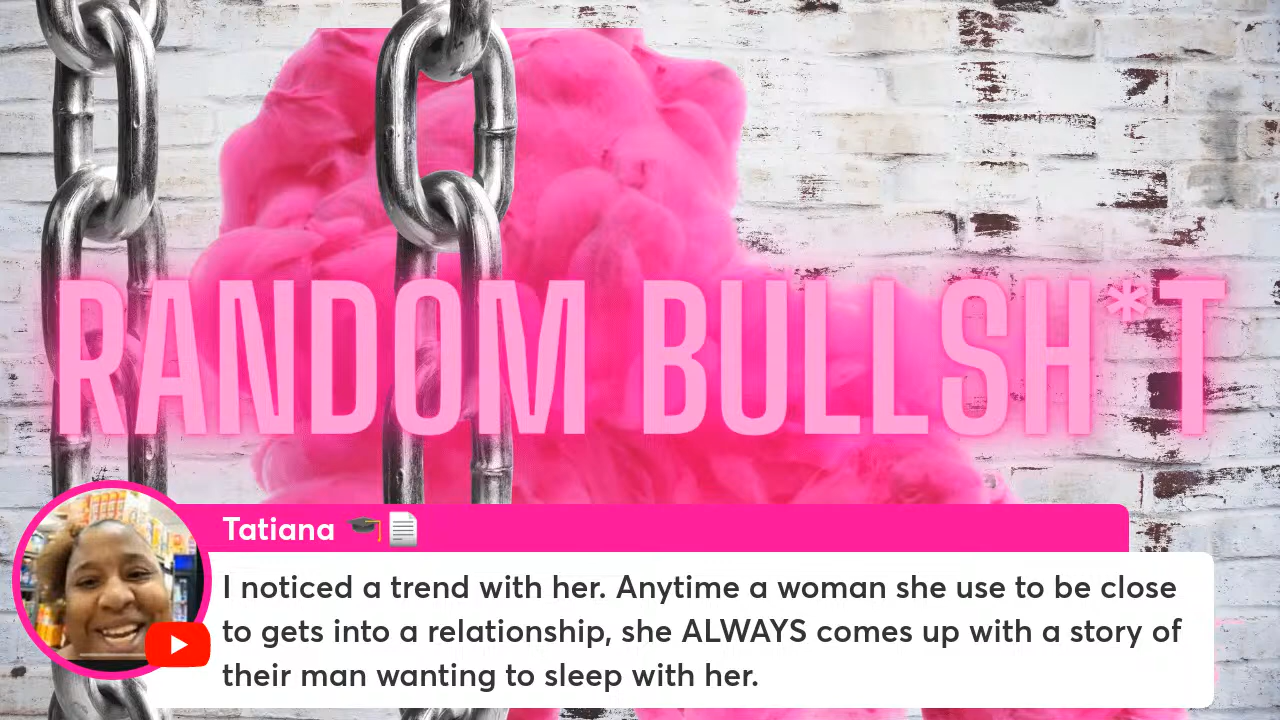 RANDOM BULLSH*T
Tatiana 🎓📄
I noticed a trend with her. Anytime a woman she use to be close
to gets into a relationship, she ALWAYS comes up with a story of
their man wanting to sleep with her.